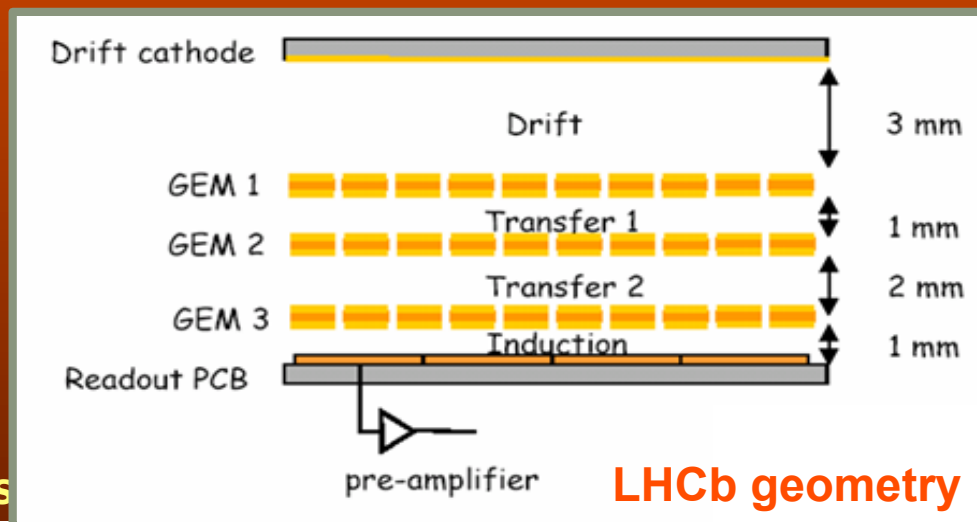 Drift cathode
Drift
3 mm
GEM 1
Transfer 1
1 mm
GEM 2
Transfer 2
2 mm
GEM 3
Induction
1 mm
Readout PCB
pre-amplifier
LHCb geometry